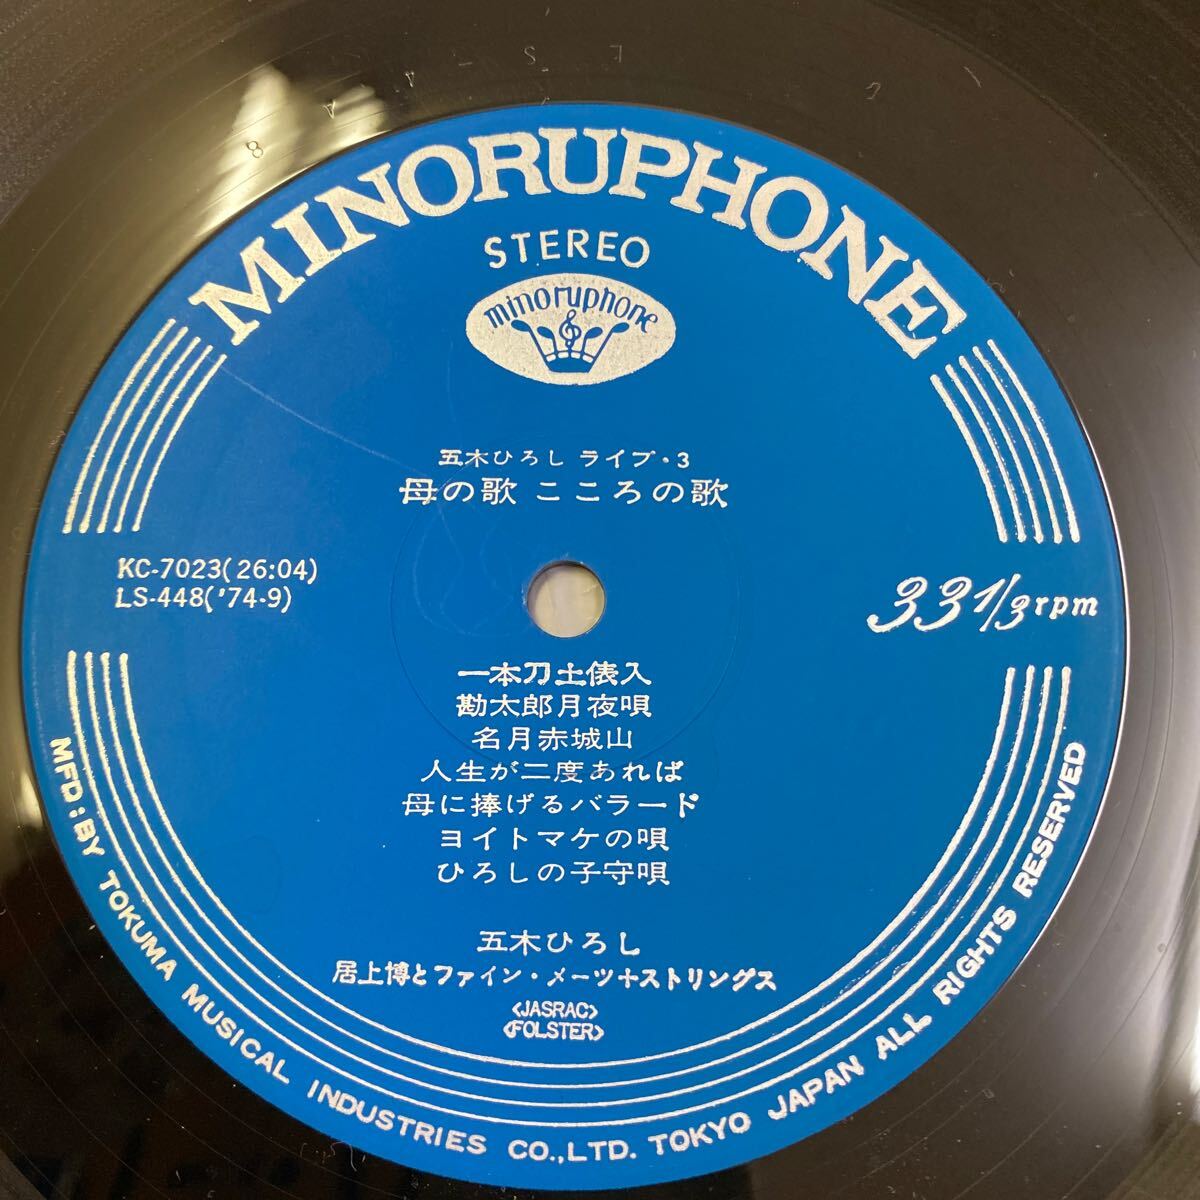 MINORUPHONE
STEREO
minoruphone
五木ひろし ライブ・3
母の歌 こころの歌
KC-7023(26:04)
LS-448('74-9)
33 1/3 rpm
一本刀土俵入
勘太郎月夜唄
名月赤城山
人生が二度あれば
母に捧げるバラード
ヨイトマケの唄
ひろしの子守唄
五木ひろし
居上博とファイン・メーツ+ストリングス
<JASRAC>
<FOLSTER>
MFD: BY TOKUMA MUSICAL INDUSTRIES CO.,LTD. TOKYO JAPAN ALL RIGHTS RESERVED